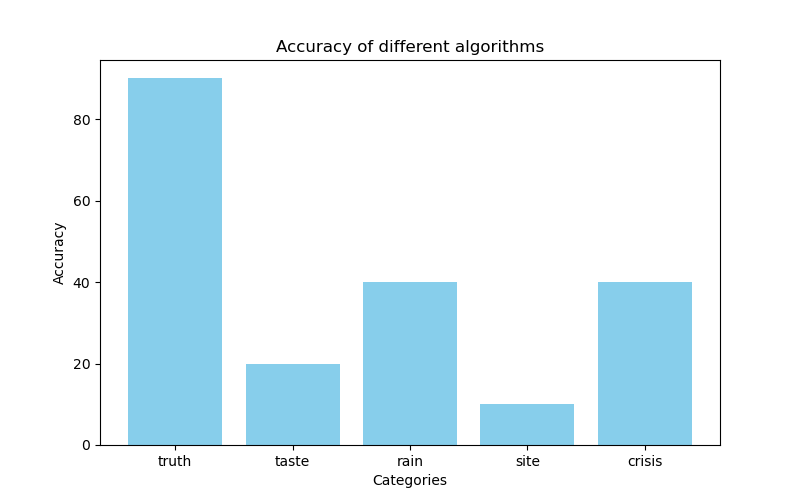 Accuracy of different algorithms
Accuracy
80
60
40
20
0
truth taste rain site crisis
Categories